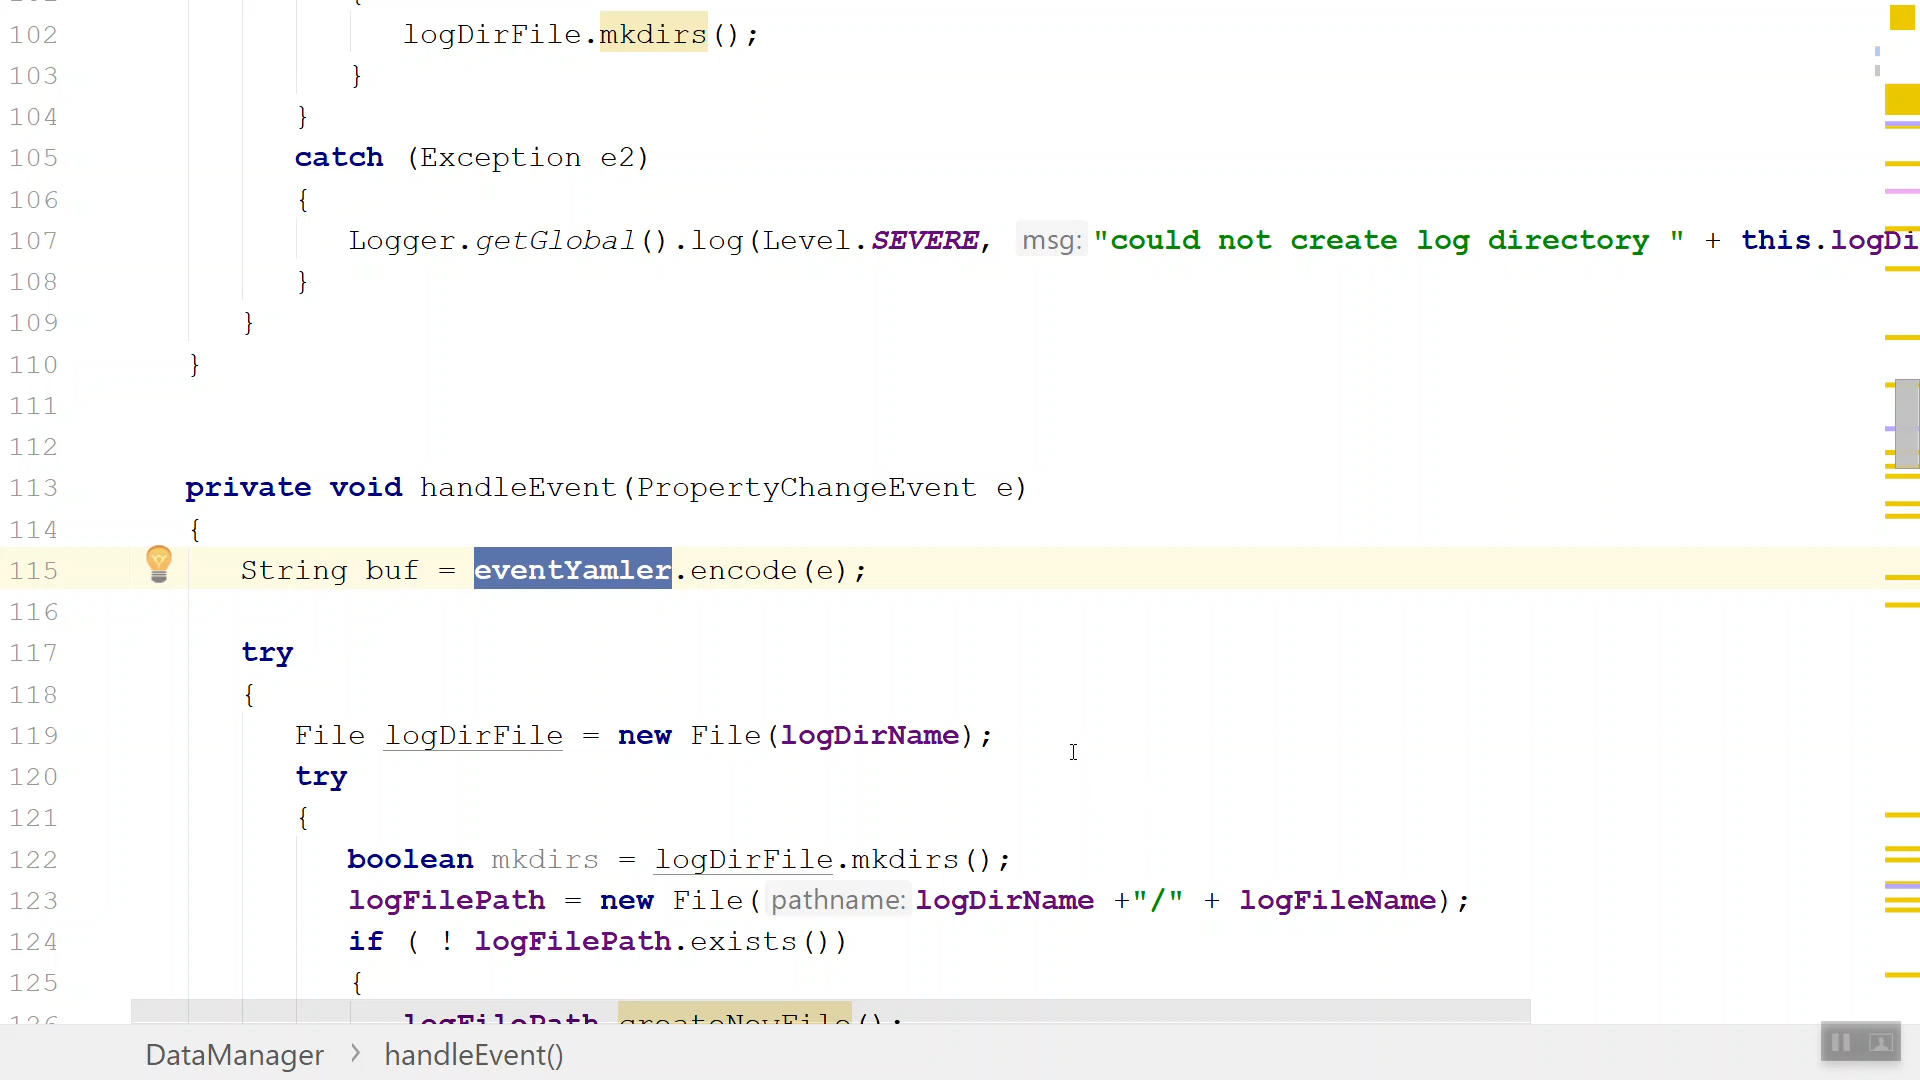 102 logDirFile.mkdirs();
103 }
104 }
105 catch (Exception e2)
106 {
107 Logger.getGlobal().log(Level.SEVERE, msg: "could not create log directory " + this.logDi
108 }
109 }
110 }
111
112
113 private void handleEvent(PropertyChangeEvent e)
114 {
115 String buf = eventYamler.encode(e);
116
117 try
118 {
119 File logDirFile = new File(logDirName);
120 try
121 {
122 boolean mkdirs = logDirFile.mkdirs();
123 logFilePath = new File( pathname: logDirName +"/" + logFileName);
124 if ( ! logFilePath.exists())
125 {
126 logFilePath.createNewFile();
DataManager > handleEvent()